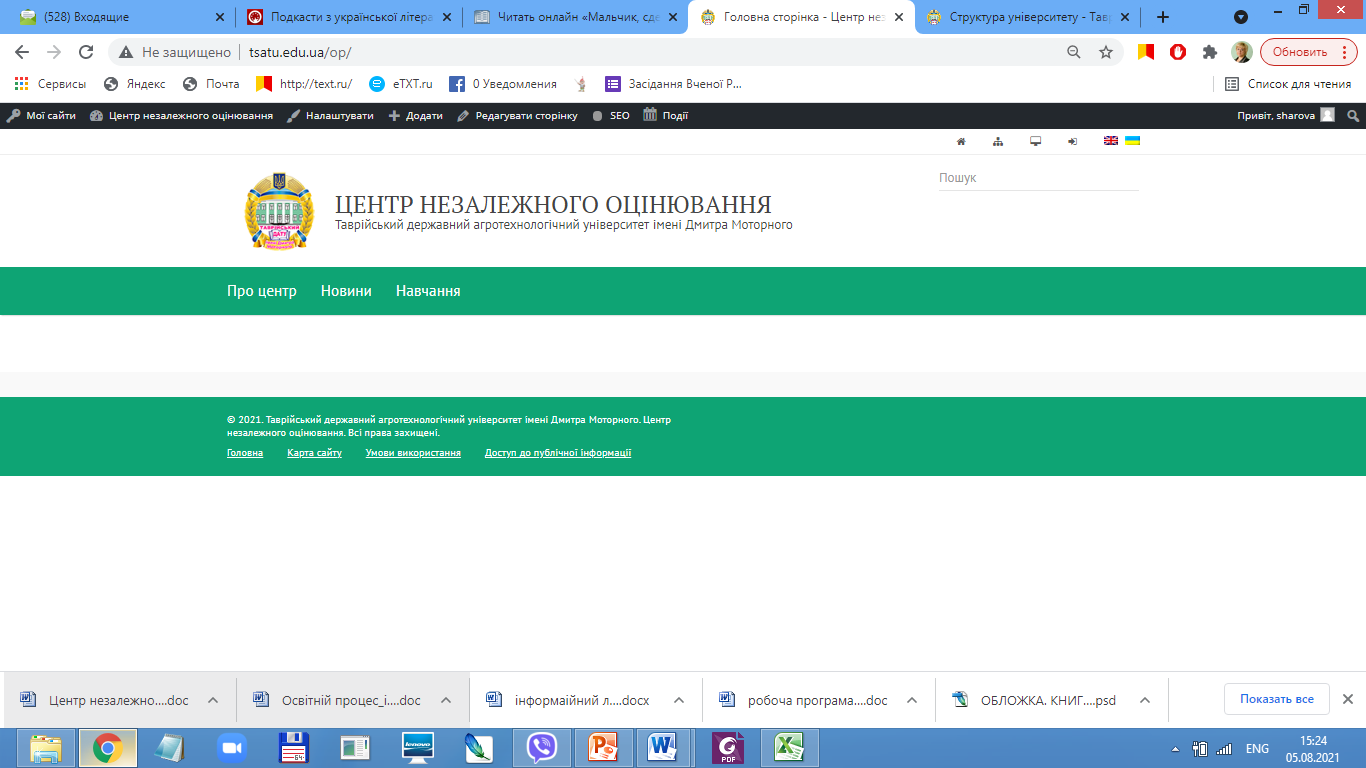 (528) Входящие
Подкасти з української літера
Читать онлайн «Мальчик, сде
Головна сторінка - Центр нез
Структура університету - Тав
Не защищено
tsatu.edu.ua/op/
Обновить
Сервисы
Яндекс
Почта
http://text.ru/
eTXT.ru
0 Уведомления
Засідання Вченої Р...
Список для чтения
Мої сайти
Центр незалежного оцінювання
Налаштувати
Додати
Редагувати сторінку
SEO
Події
Привіт, sharova
Пошук
ЦЕНТР НЕЗАЛЕЖНОГО ОЦІНЮВАННЯ
Таврійський державний агротехнологічний університет імені Дмитра Моторного
Про центр
Новини
Навчання
© 2021. Таврійський державний агротехнологічний університет імені Дмитра Моторного. Центр
незалежного оцінювання. Всі права захищені.
Головна
Карта сайту
Умови використання
Доступ до публічної інформації
Центр незалежно....doc
Освітній процес_і....doc
інформаійний л....docx
робоча програма....doc
ОБЛОЖКА. КНИГ....psd
Показать все
ENG
15:24
05.08.2021